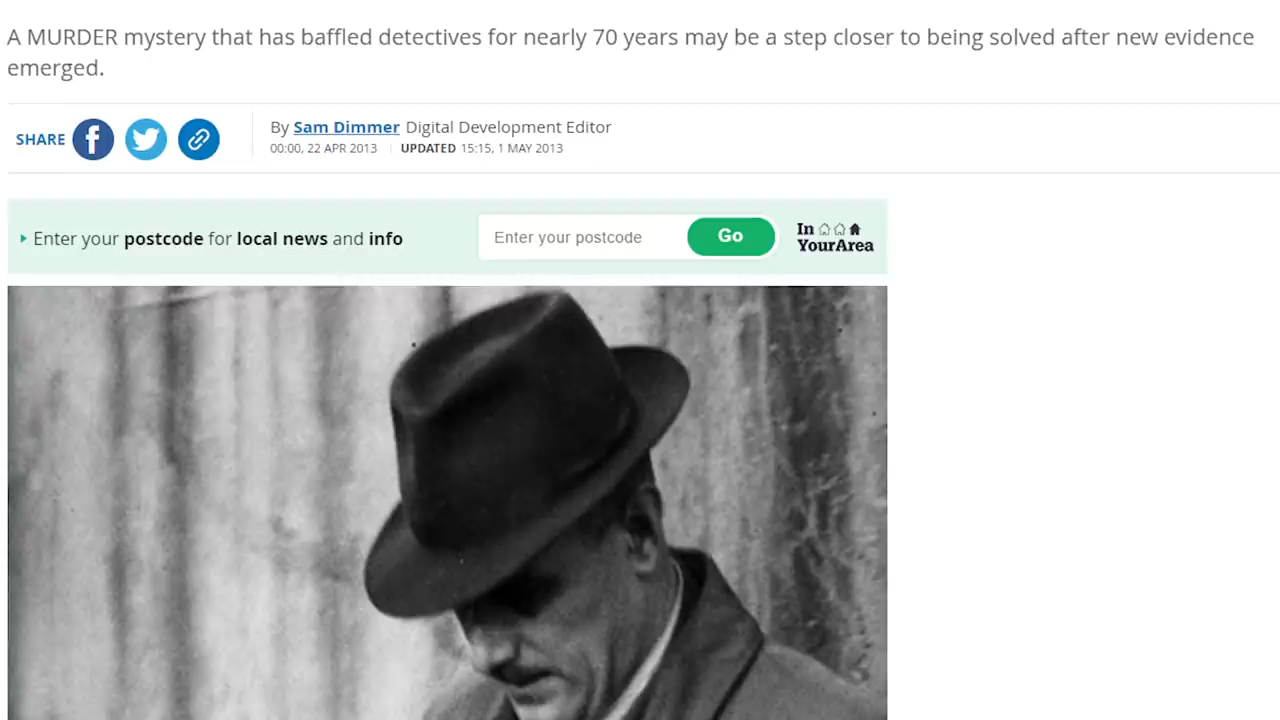 A MURDER mystery that has baffled detectives for nearly 70 years may be a step closer to being solved after new evidence
emerged.
SHARE
By Sam Dimmer Digital Development Editor
00:00, 22 APR 2013 UPDATED 15:15, 1 MAY 2013
Enter your postcode for local news and info
Enter your postcode
Go
In
YourArea